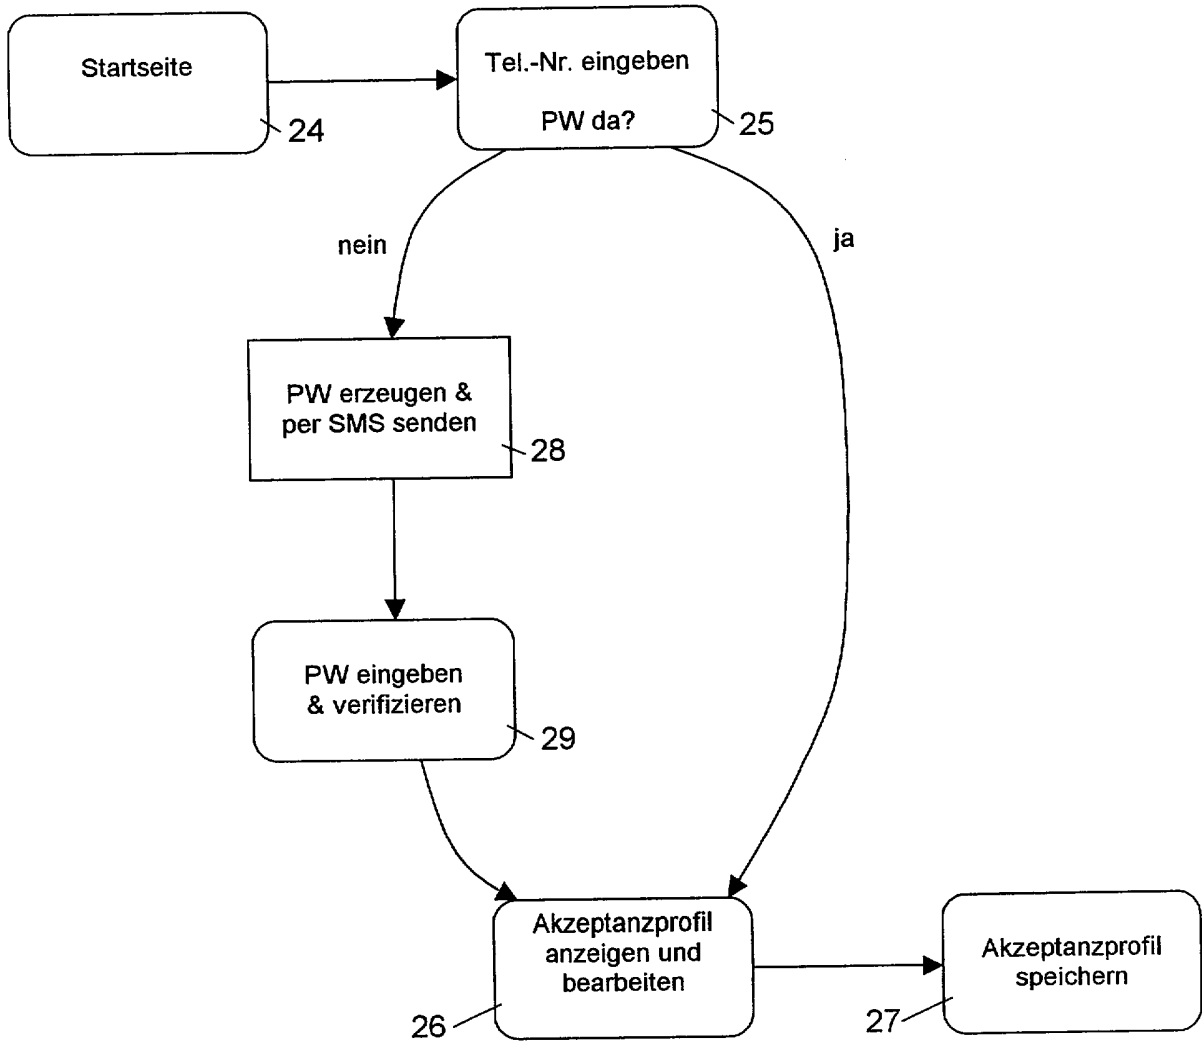 Startseite
24
Tel.-Nr. eingeben
PW da?
25
nein
ja
PW erzeugen &
per SMS senden
28
PW eingeben
& verifizieren
29
Akzeptanzprofil
anzeigen und
bearbeiten
26
Akzeptanzprofil
speichern
27